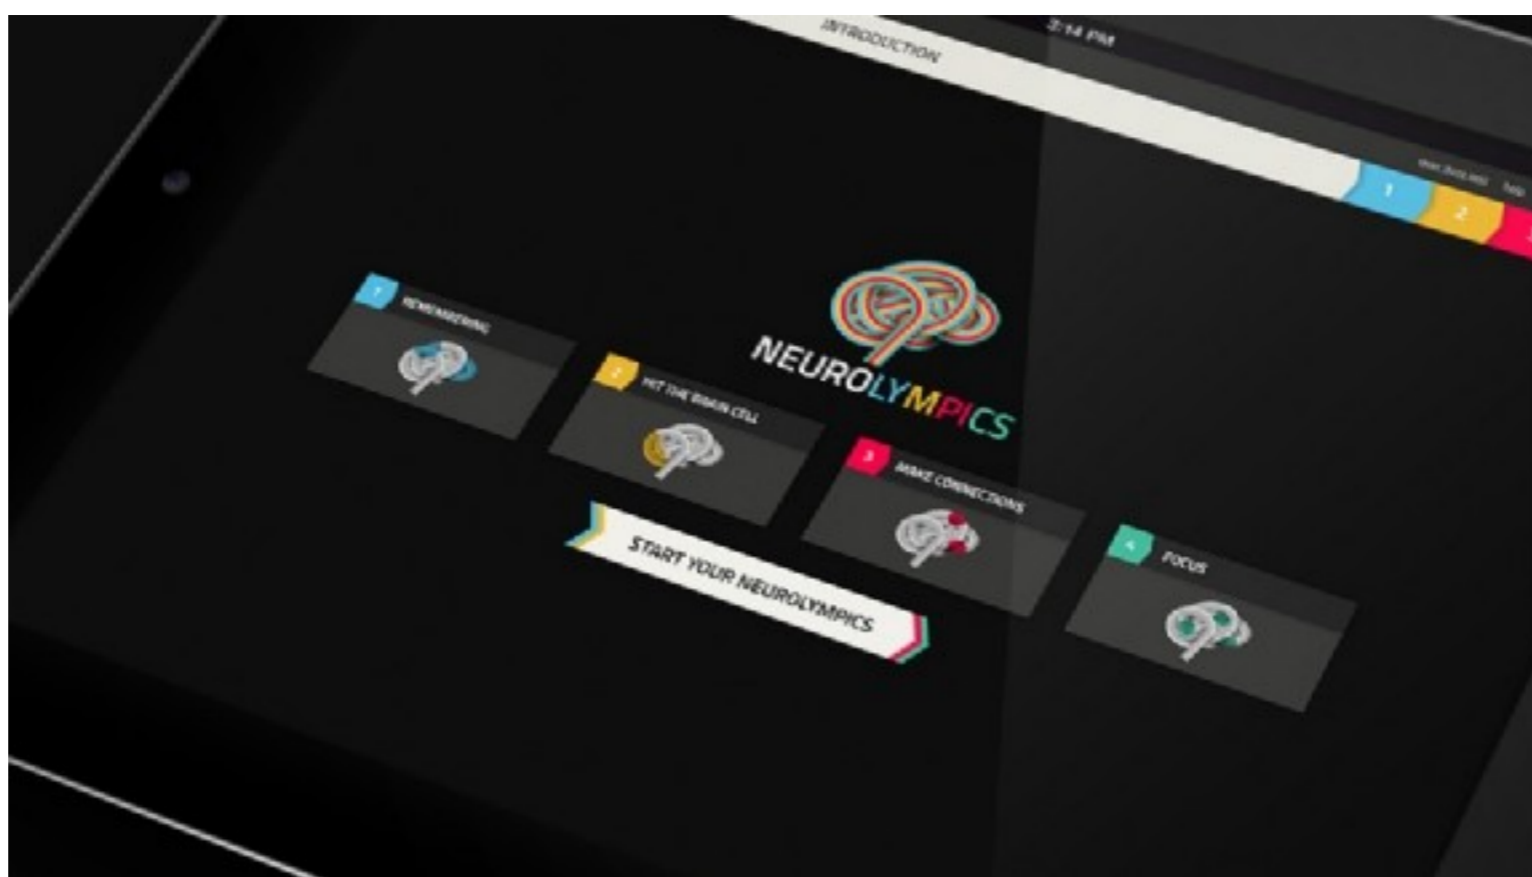 2:14 PM
INTRODUCTION
help
1
2
NEUROLYMPICS
1 REMEMBERING
2 HIT THE BRAIN CELL
3 MAKE CONNECTIONS
4 FOCUS
START YOUR NEUROLYMPICS